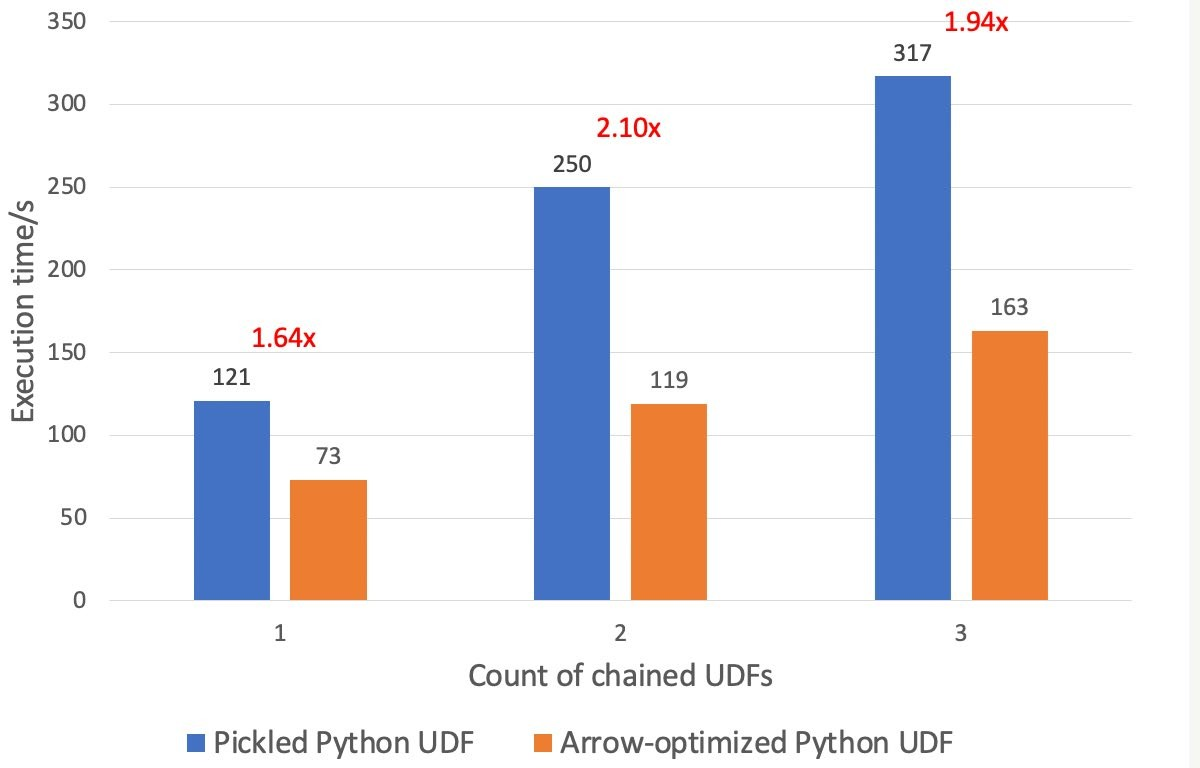 350
300
250
200
150
100
50
0
Execution time/s
1.64x
121
73
2.10x
250
119
1.94x
317
163
1
2
3
Count of chained UDFs
Pickled Python UDF
Arrow-optimized Python UDF